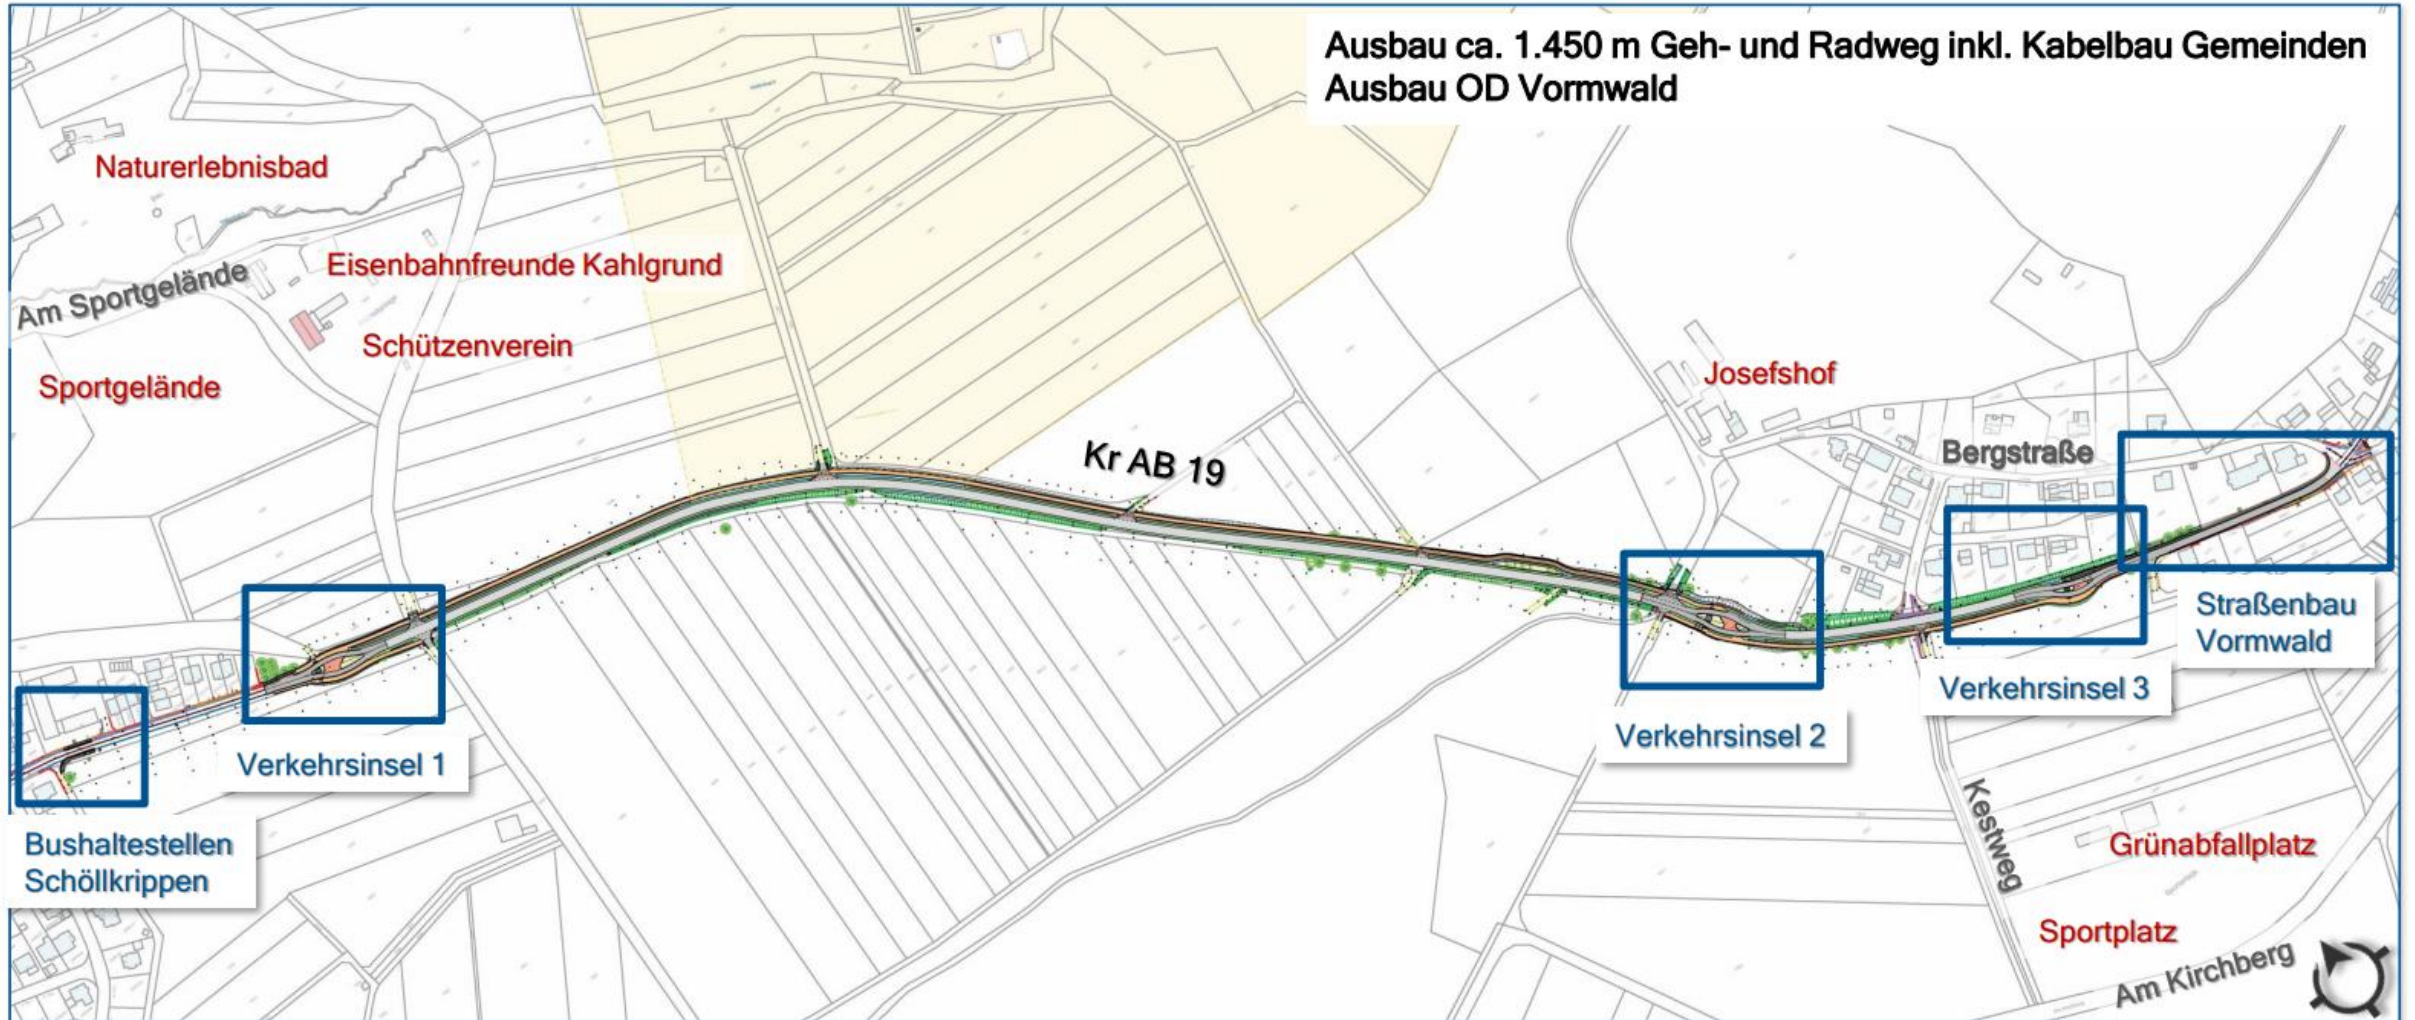 Ausbau ca. 1.450 m Geh- und Radweg inkl. Kabelbau Gemeinden
Ausbau OD Vormwald
Naturerlebnisbad
Eisenbahnfreunde Kahlgrund
Am Sportgelände
Schützenverein
Sportgelände
Josefshof
Kr AB 19
Bergstraße
Straßenbau
Vormwald
Verkehrsinsel 3
Verkehrsinsel 2
Verkehrsinsel 1
Bushaltestellen
Schöllkrippen
Kestweg
Grünabfallplatz
Sportplatz
Am Kirchberg